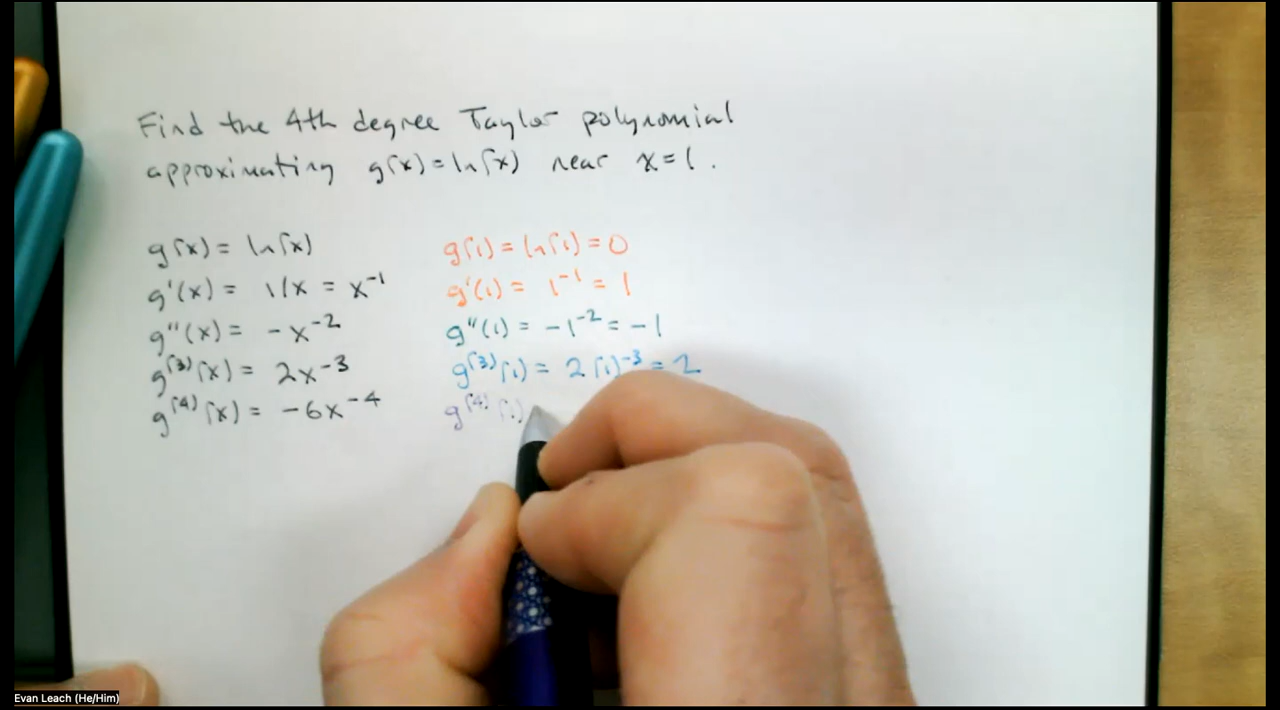 Find the 4th degree Taylor polynomial
approximating g(x) = ln(x) near x = 1.
g(x) = ln(x)
g(1) = ln(1) = 0
g'(x) = 1/x = x⁻¹
g'(1) = 1⁻¹ = 1
g''(x) = -x⁻²
g''(1) = -1⁻² = -1
g⁽³⁾(x) = 2x⁻³
g⁽³⁾(1) = 2(1)⁻³ = 2
g⁽⁴⁾(x) = -6x⁻⁴
g⁽⁴⁾(1)
Evan Leach (He/Him)